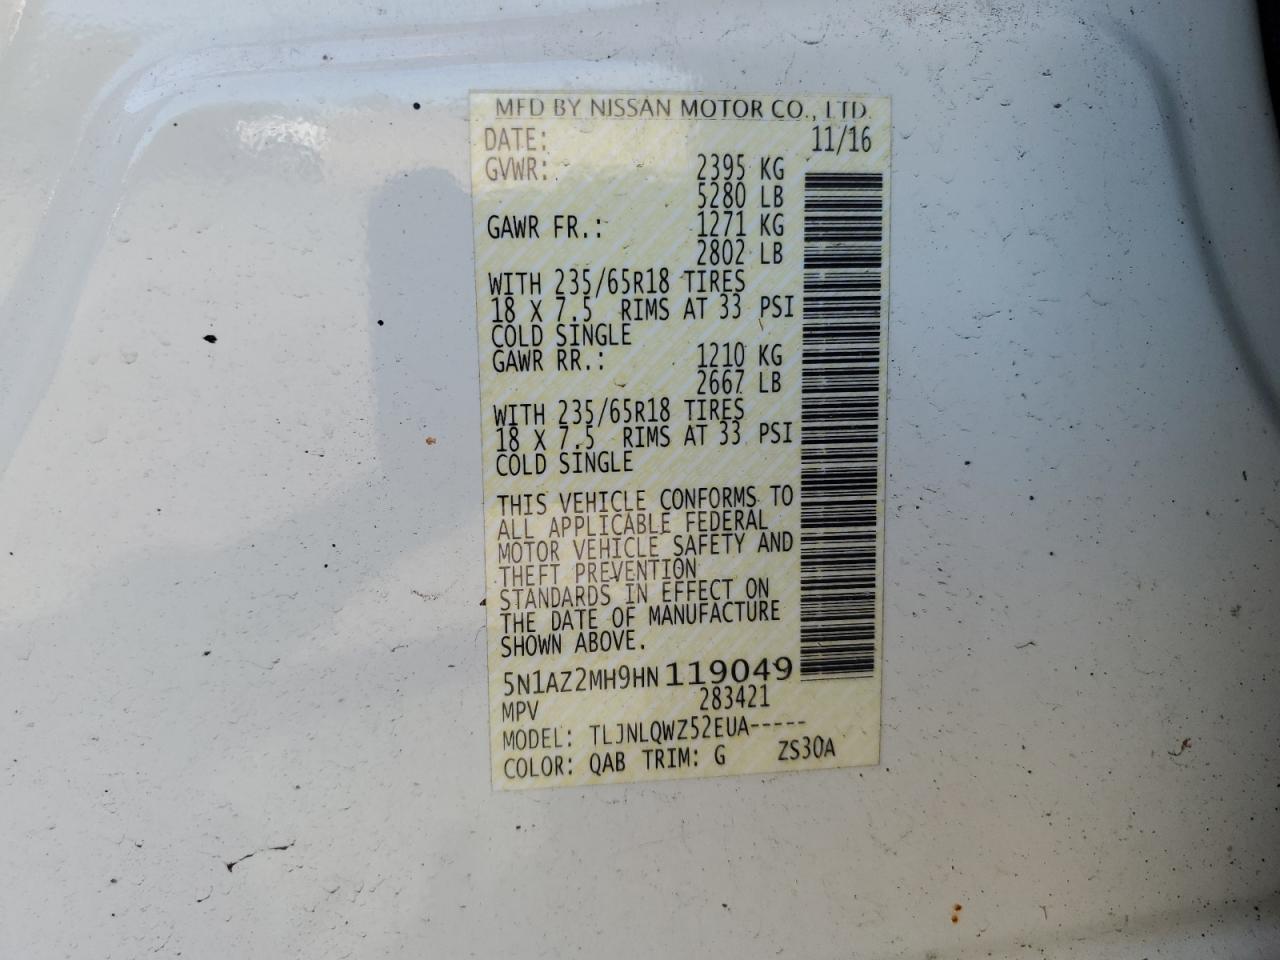 MFD BY NISSAN MOTOR CO., LTD.
DATE: 11/16
GVWR: 2395 KG
5280 LB
GAWR FR.: 1271 KG
2802 LB
WITH 235/65R18 TIRES
18 X 7.5 RIMS AT 33 PSI
COLD SINGLE
GAWR RR.: 1210 KG
2667 LB
WITH 235/65R18 TIRES
18 X 7.5 RIMS AT 33 PSI
COLD SINGLE
THIS VEHICLE CONFORMS TO
ALL APPLICABLE FEDERAL
MOTOR VEHICLE SAFETY AND
THEFT PREVENTION
STANDARDS IN EFFECT ON
THE DATE OF MANUFACTURE
SHOWN ABOVE.
5N1AZ2MH9HN119049
MPV 283421
MODEL: TLJNLQWZ52EUA-----
COLOR: QAB TRIM: G ZS30A